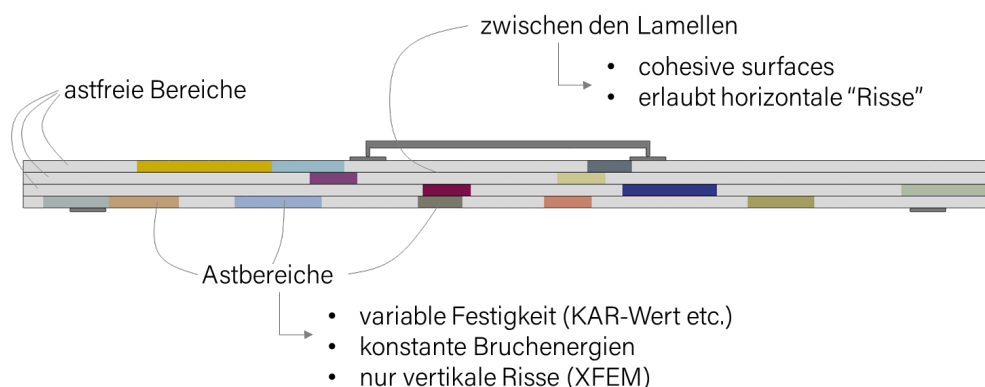 zwischen den Lamellen
• cohesive surfaces
• erlaubt horizontale “Risse”
astfreie Bereiche
Astbereiche
• variable Festigkeit (KAR-Wert etc.)
• konstante Bruchenergien
• nur vertikale Risse (XFEM)